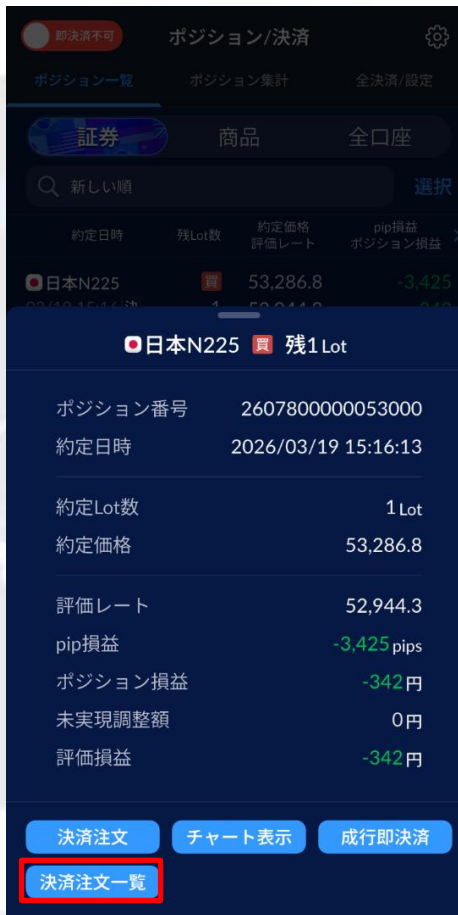 即決済不可 ポジション/決済
ポジション一覧 ポジション集計 全決済/設定
証券 商品 全口座
新しい順 選択
約定日時 残Lot数 約定価格 pip損益
評価レート ポジション損益
日本N225 買 53,286.8 -3,425
日本N225 買 残1 Lot
ポジション番号 2607800000053000
約定日時 2026/03/19 15:16:13
約定Lot数 1 Lot
約定価格 53,286.8
評価レート 52,944.3
pip損益 -3,425 pips
ポジション損益 -342 円
未実現調整額 0 円
評価損益 -342 円
決済注文 チャート表示 成行即決済
決済注文一覧